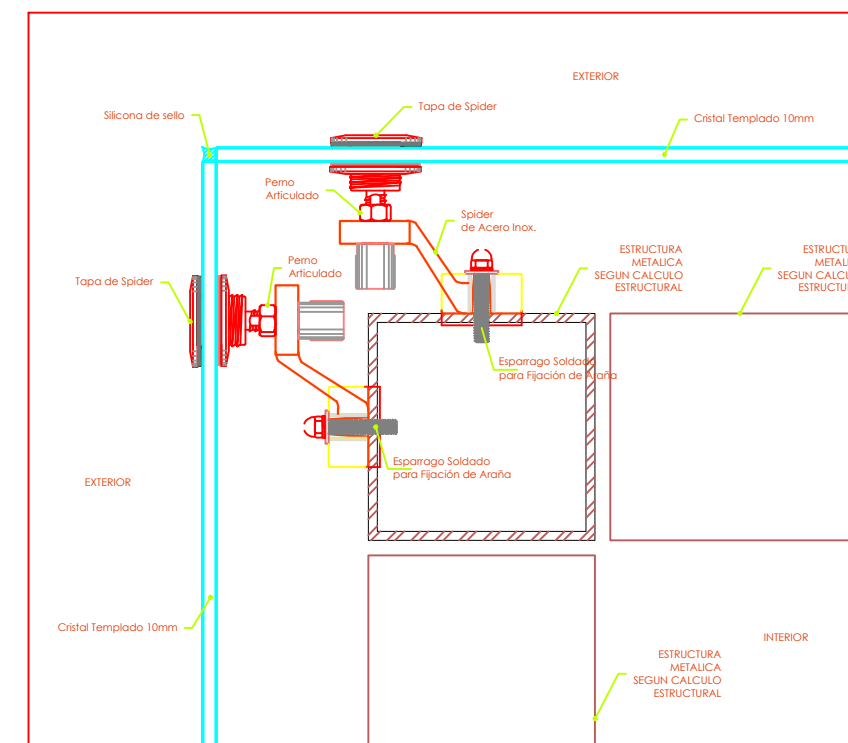 EXTERIOR
Tapa de Spider
Silicona de sello
Cristal Templado 10mm
Perno
Articulado
Spider
de Acero Inox.
ESTRUCTURA
METALICA
SEGUN CALCULO
ESTRUCTURAL
Perno
Articulado
Tapa de Spider
Esparrago Soldado
para Fijación de Araña
Esparrago Soldado
para Fijación de Araña
EXTERIOR
Cristal Templado 10mm
INTERIOR
ESTRUCTURA
METALICA
SEGUN CALCULO
ESTRUCTURAL